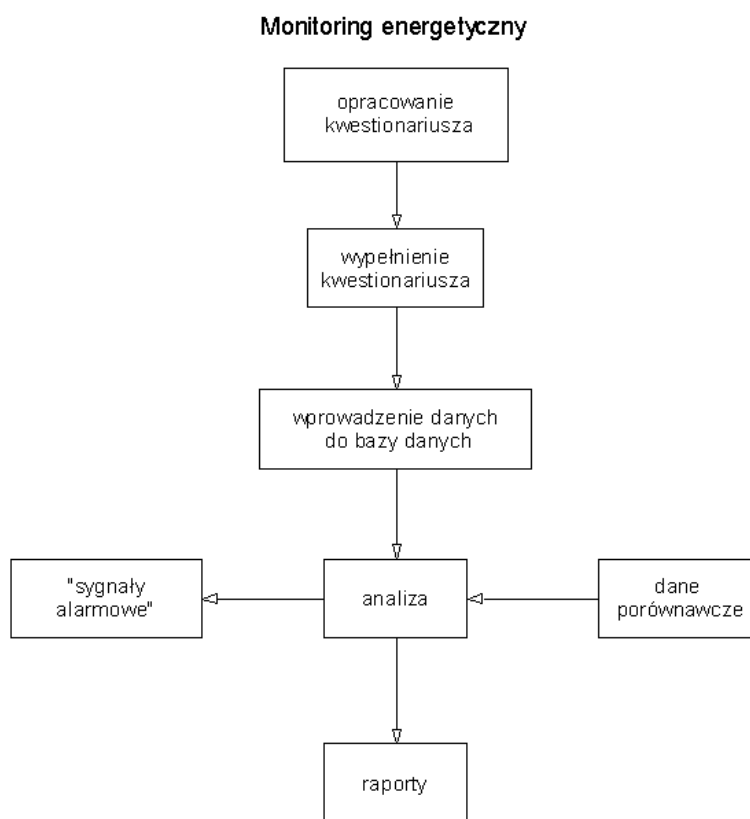 Monitoring energetyczny
opracowanie
kwestionariusza
wypełnienie
kwestionariusza
wprowadzenie danych
do bazy danych
"sygnały
alarmowe"
analiza
dane
porównawcze
raporty